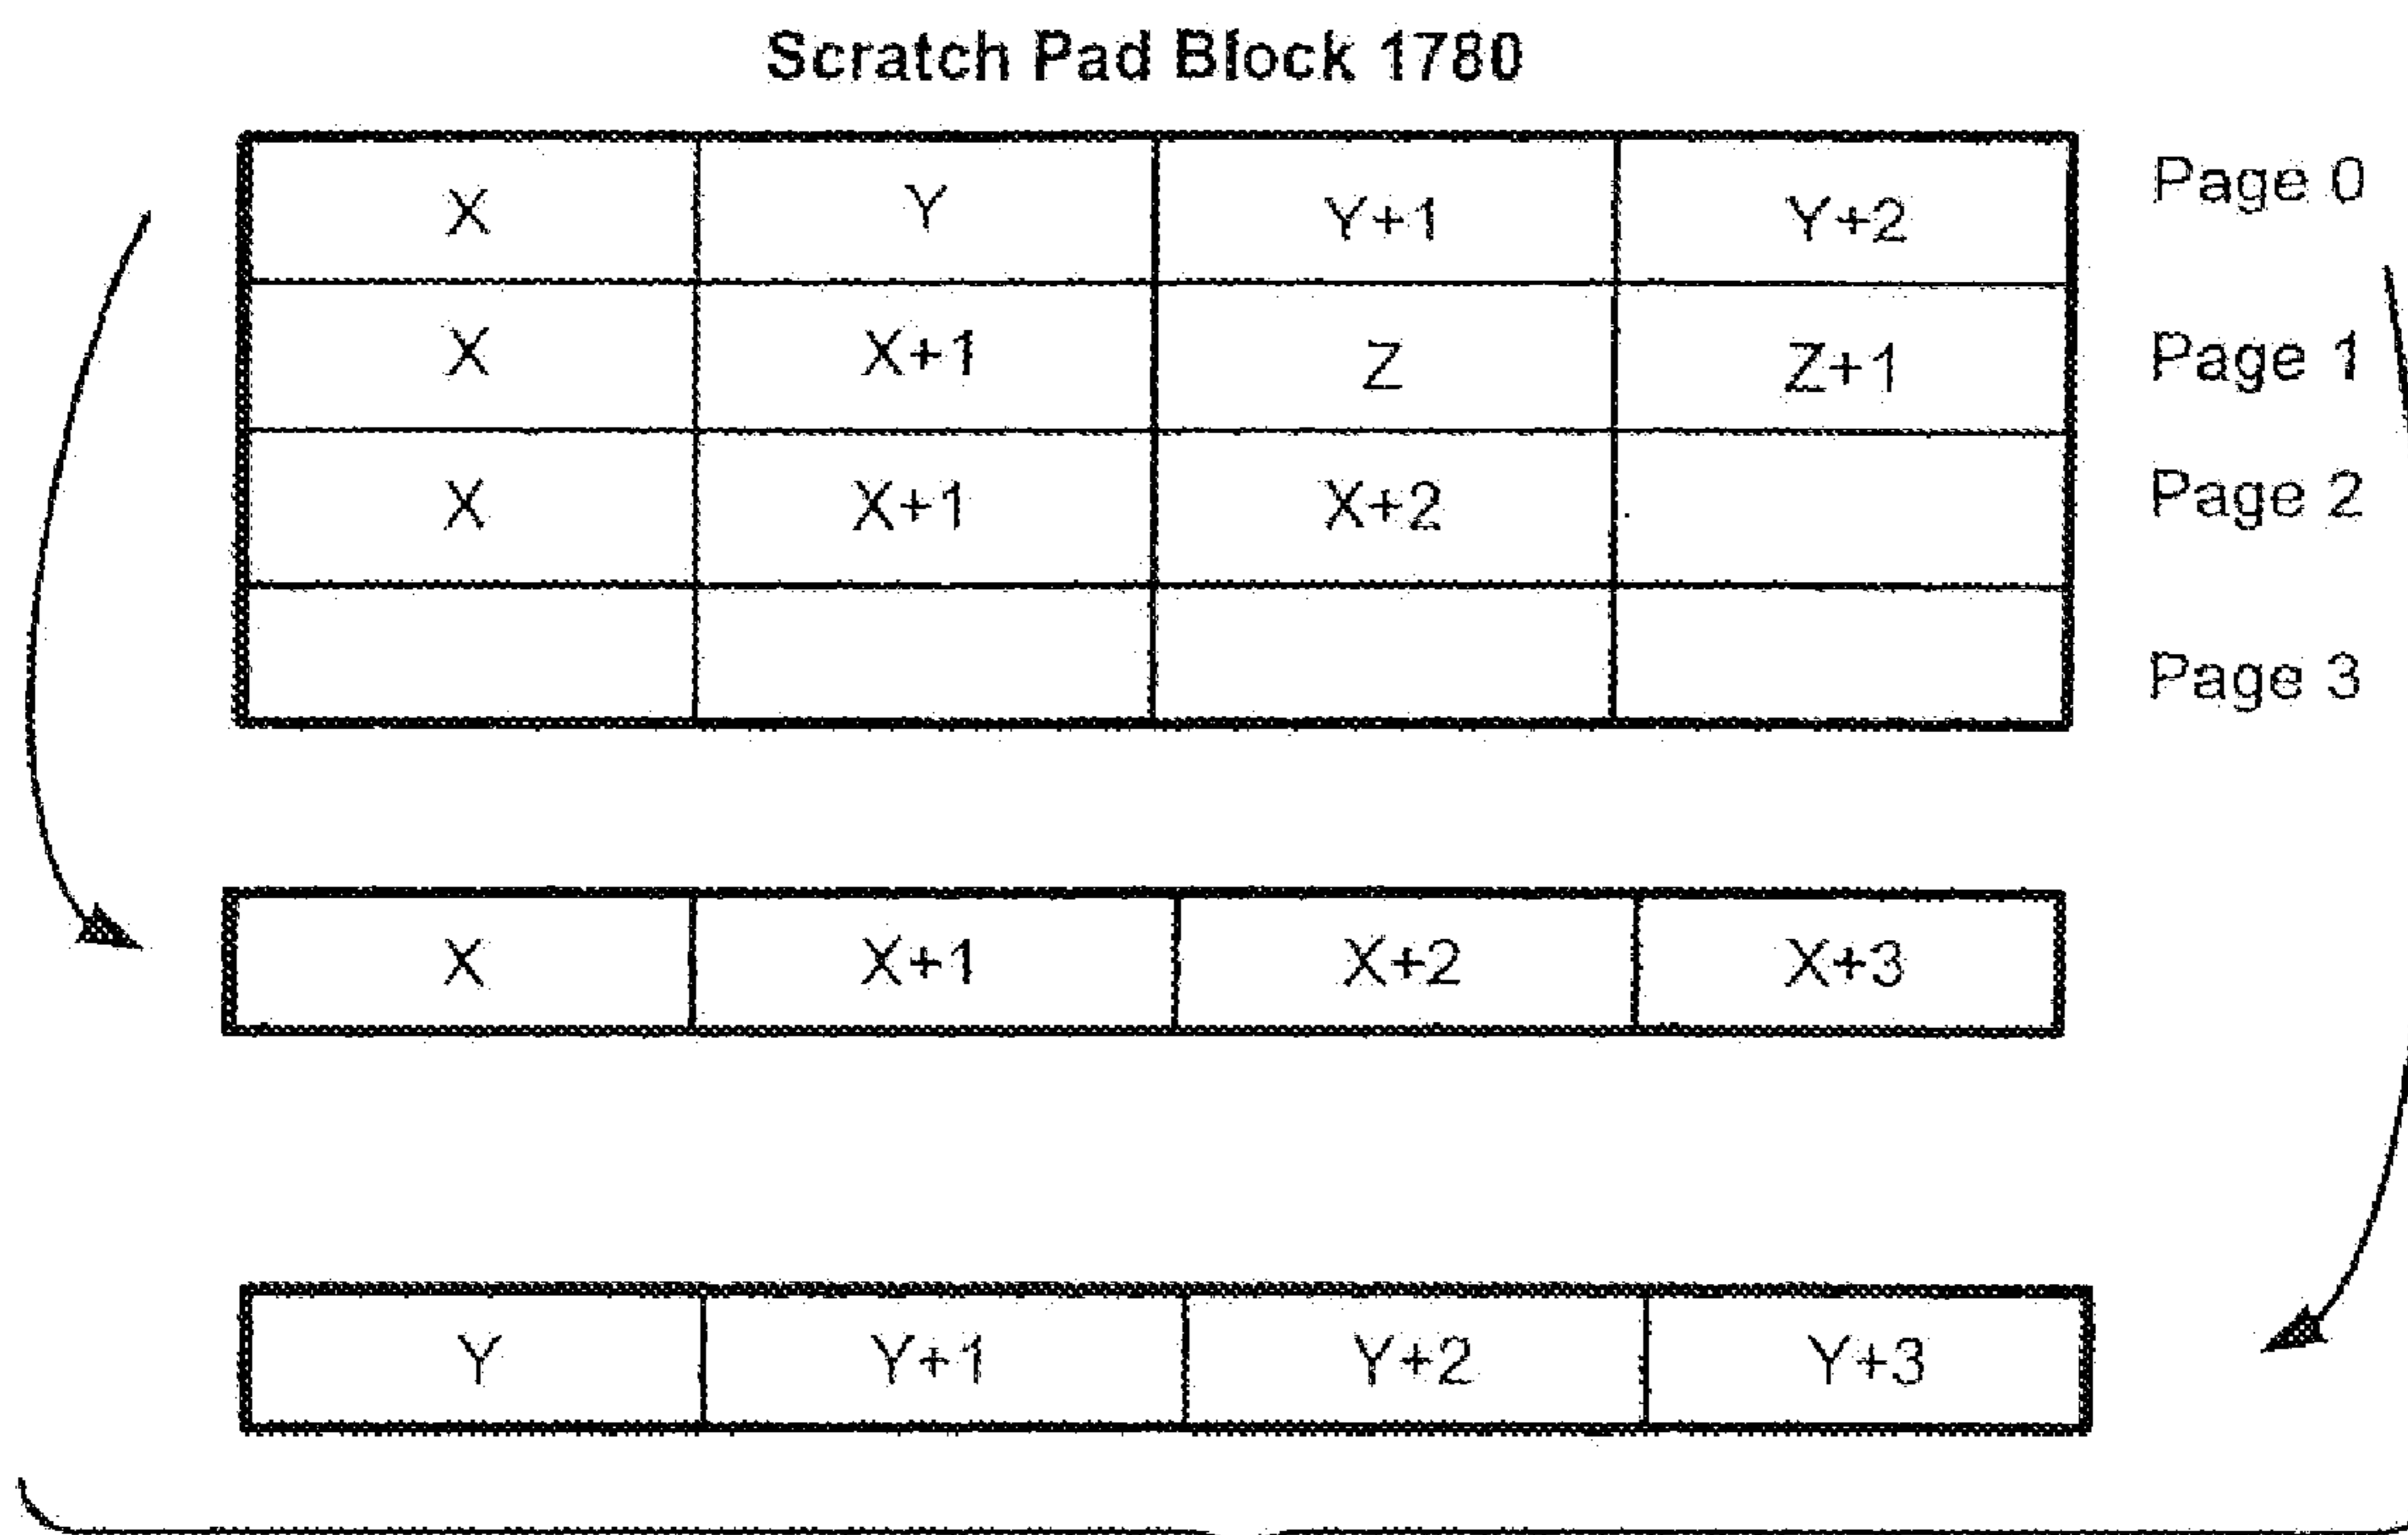 Scratch Pad Block 1780
X Y Y+1 Y+2 Page 0
X X+1 Z Z+1 Page 1
X X+1 X+2 Page 2
Page 3
X X+1 X+2 X+3
Y Y+1 Y+2 Y+3